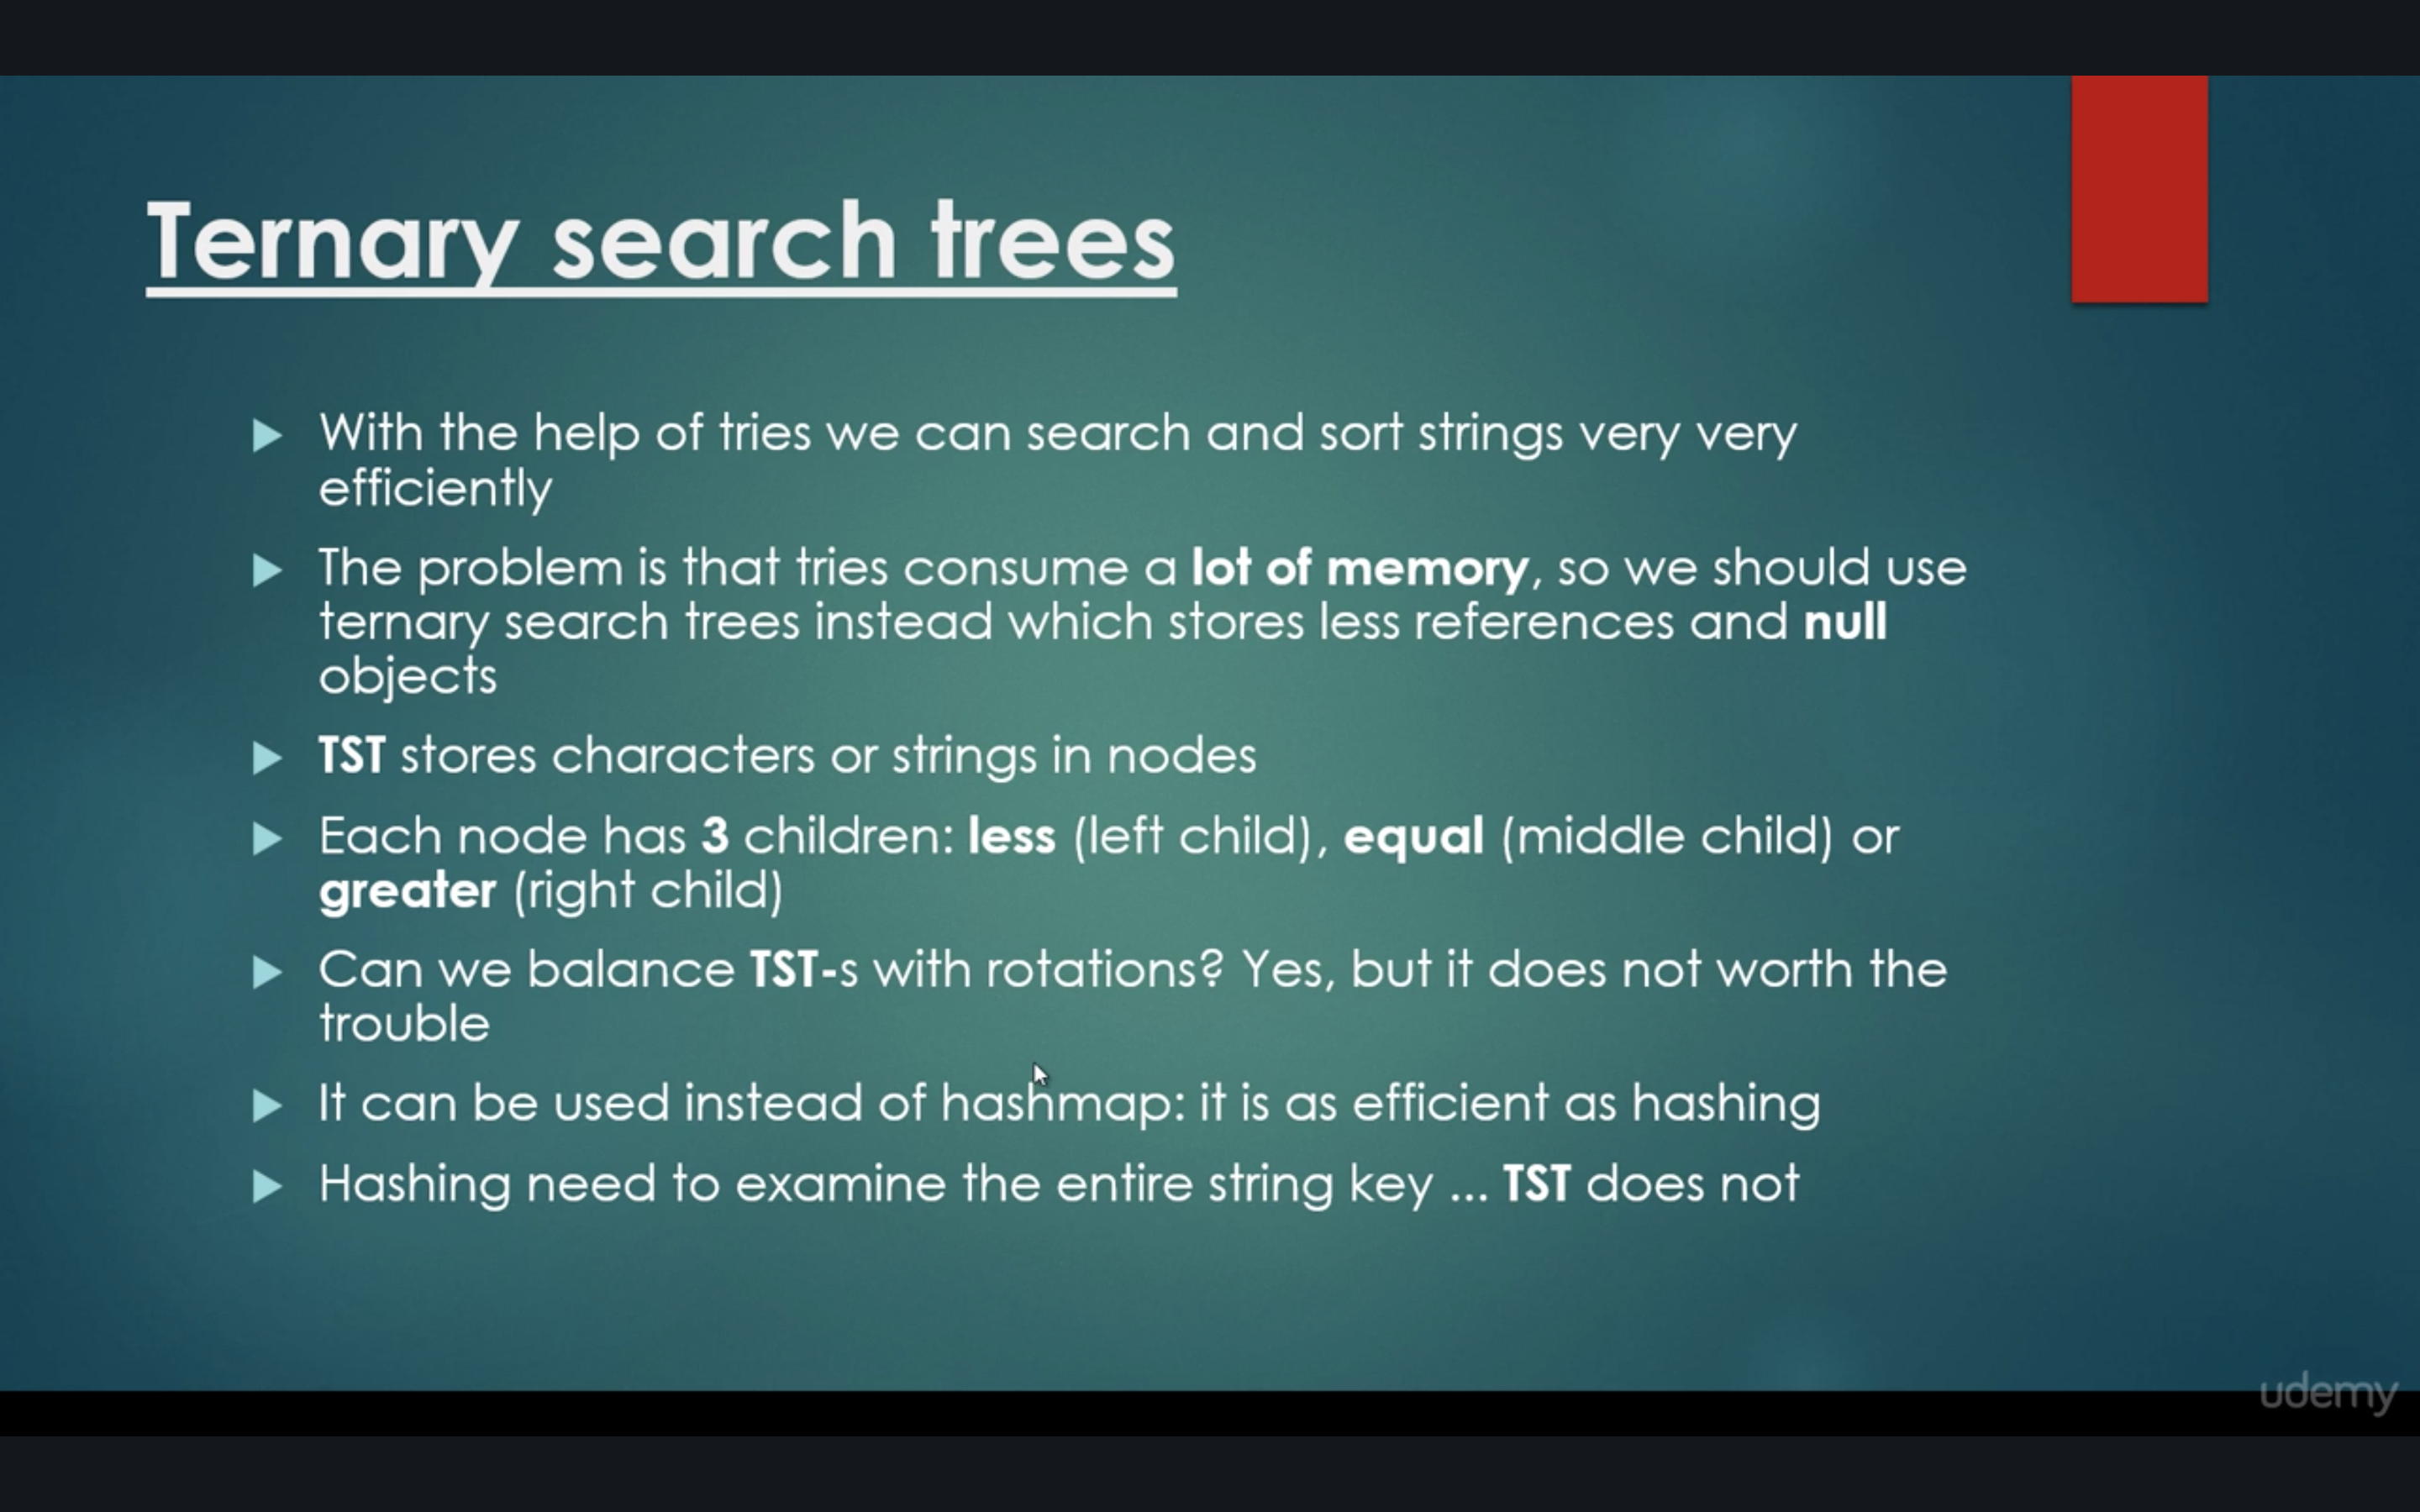 Ternary search trees
With the help of tries we can search and sort strings very very
efficiently
The problem is that tries consume a lot of memory, so we should use
ternary search trees instead which stores less references and null
objects
TST stores characters or strings in nodes
Each node has 3 children: less (left child), equal (middle child) or
greater (right child)
Can we balance TST-s with rotations? Yes, but it does not worth the
trouble
It can be used instead of hashmap: it is as efficient as hashing
Hashing need to examine the entire string key ... TST does not
udemy